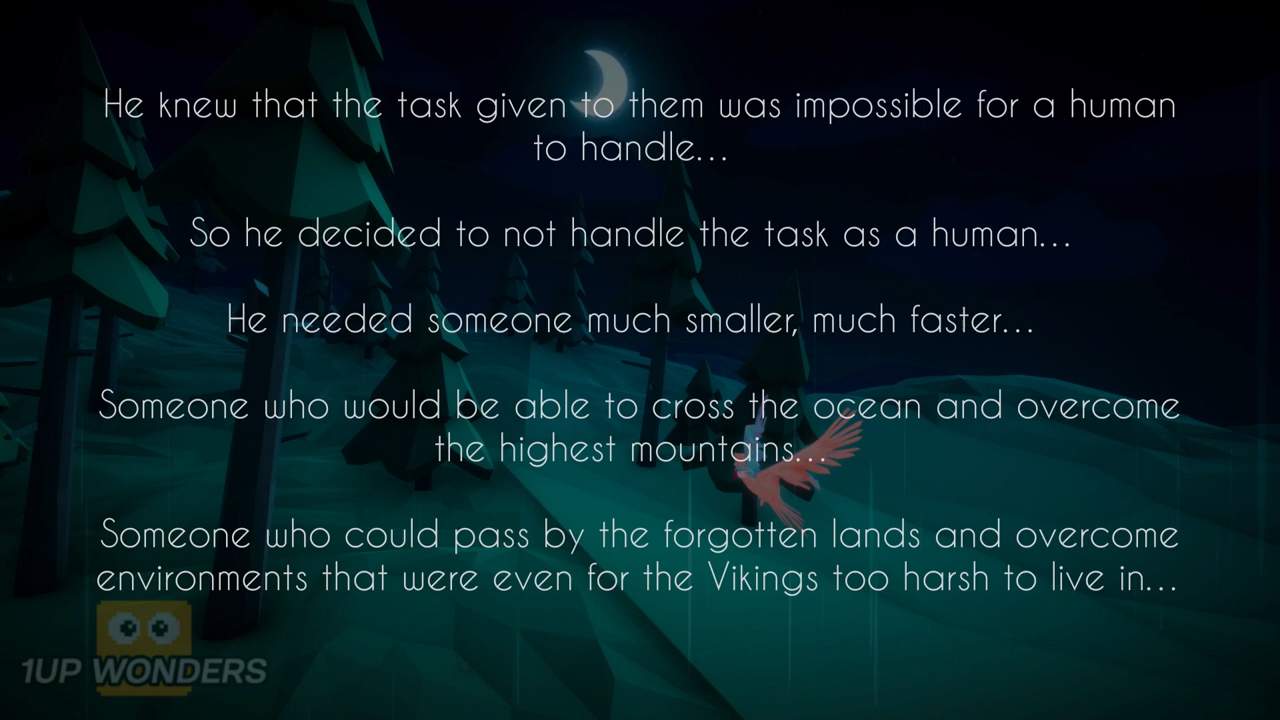 He knew that the task given to them was impossible for a human
to handle...
So he decided to not handle the task as a human...
He needed someone much smaller, much faster...
Someone who would be able to cross the ocean and overcome
the highest mountains...
Someone who could pass by the forgotten lands and overcome
environments that were even for the Vikings too harsh to live in...
1UP WONDERS